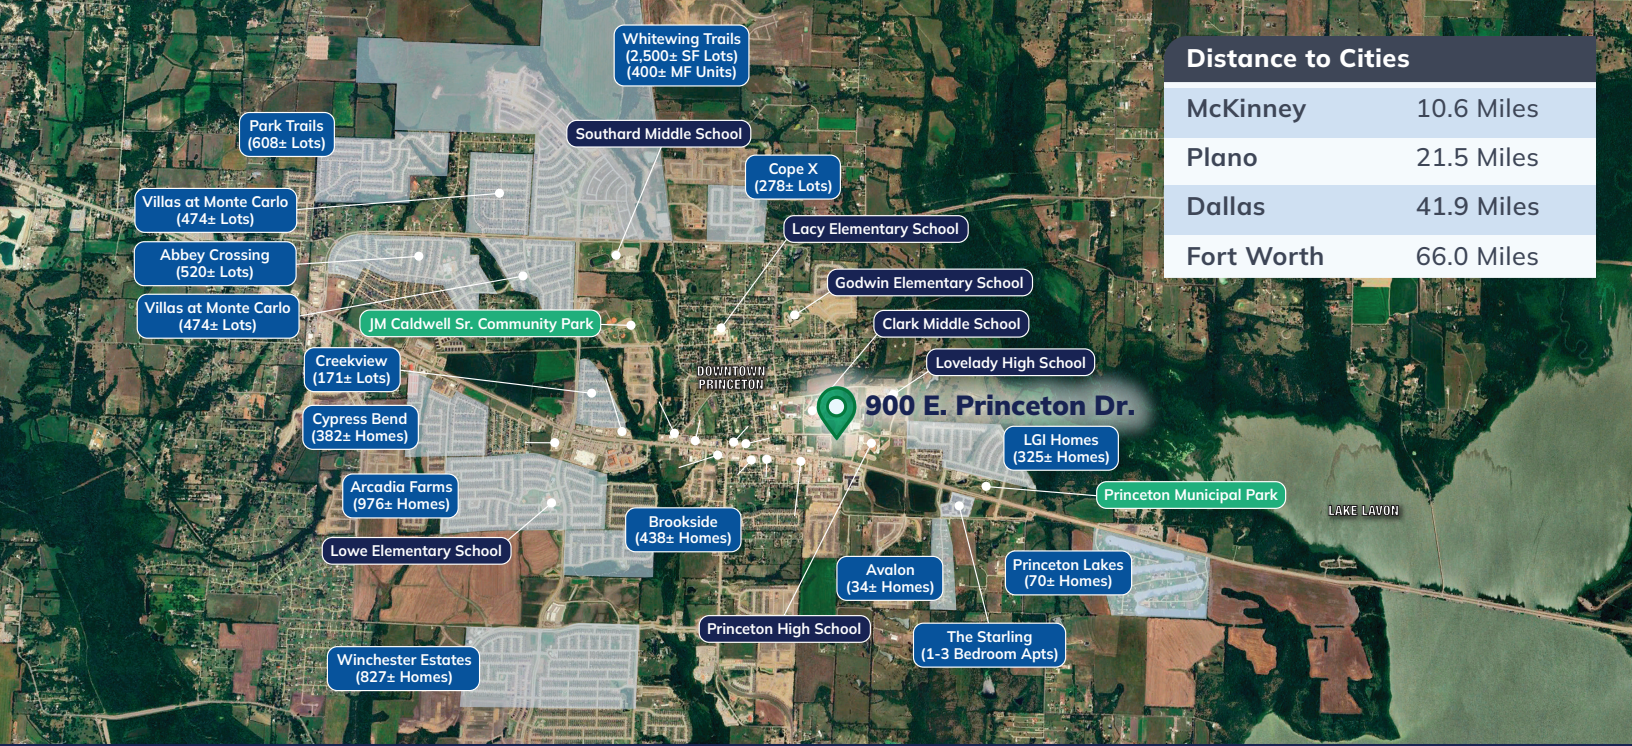 Whitewing Trails
(2,500± SF Lots)
(400± MF Units)
Distance to Cities
McKinney 10.6 Miles
Plano 21.5 Miles
Dallas 41.9 Miles
Fort Worth 66.0 Miles
Park Trails
(608± Lots)
Southard Middle School
Cope X
(278± Lots)
Villas at Monte Carlo
(474± Lots)
Lacy Elementary School
Abbey Crossing
(520± Lots)
Godwin Elementary School
Villas at Monte Carlo
(474± Lots)
JM Caldwell Sr. Community Park
Clark Middle School
Creekview
(171± Lots)
DOWNTOWN
PRINCETON
Lovelady High School
900 E. Princeton Dr.
Cypress Bend
(382± Homes)
LGI Homes
(325± Homes)
Arcadia Farms
(976± Homes)
Princeton Municipal Park
LAKE LAVON
Brookside
(438± Homes)
Lowe Elementary School
Avalon
(34± Homes)
Princeton Lakes
(70± Homes)
Princeton High School
The Starling
(1-3 Bedroom Apts)
Winchester Estates
(827± Homes)